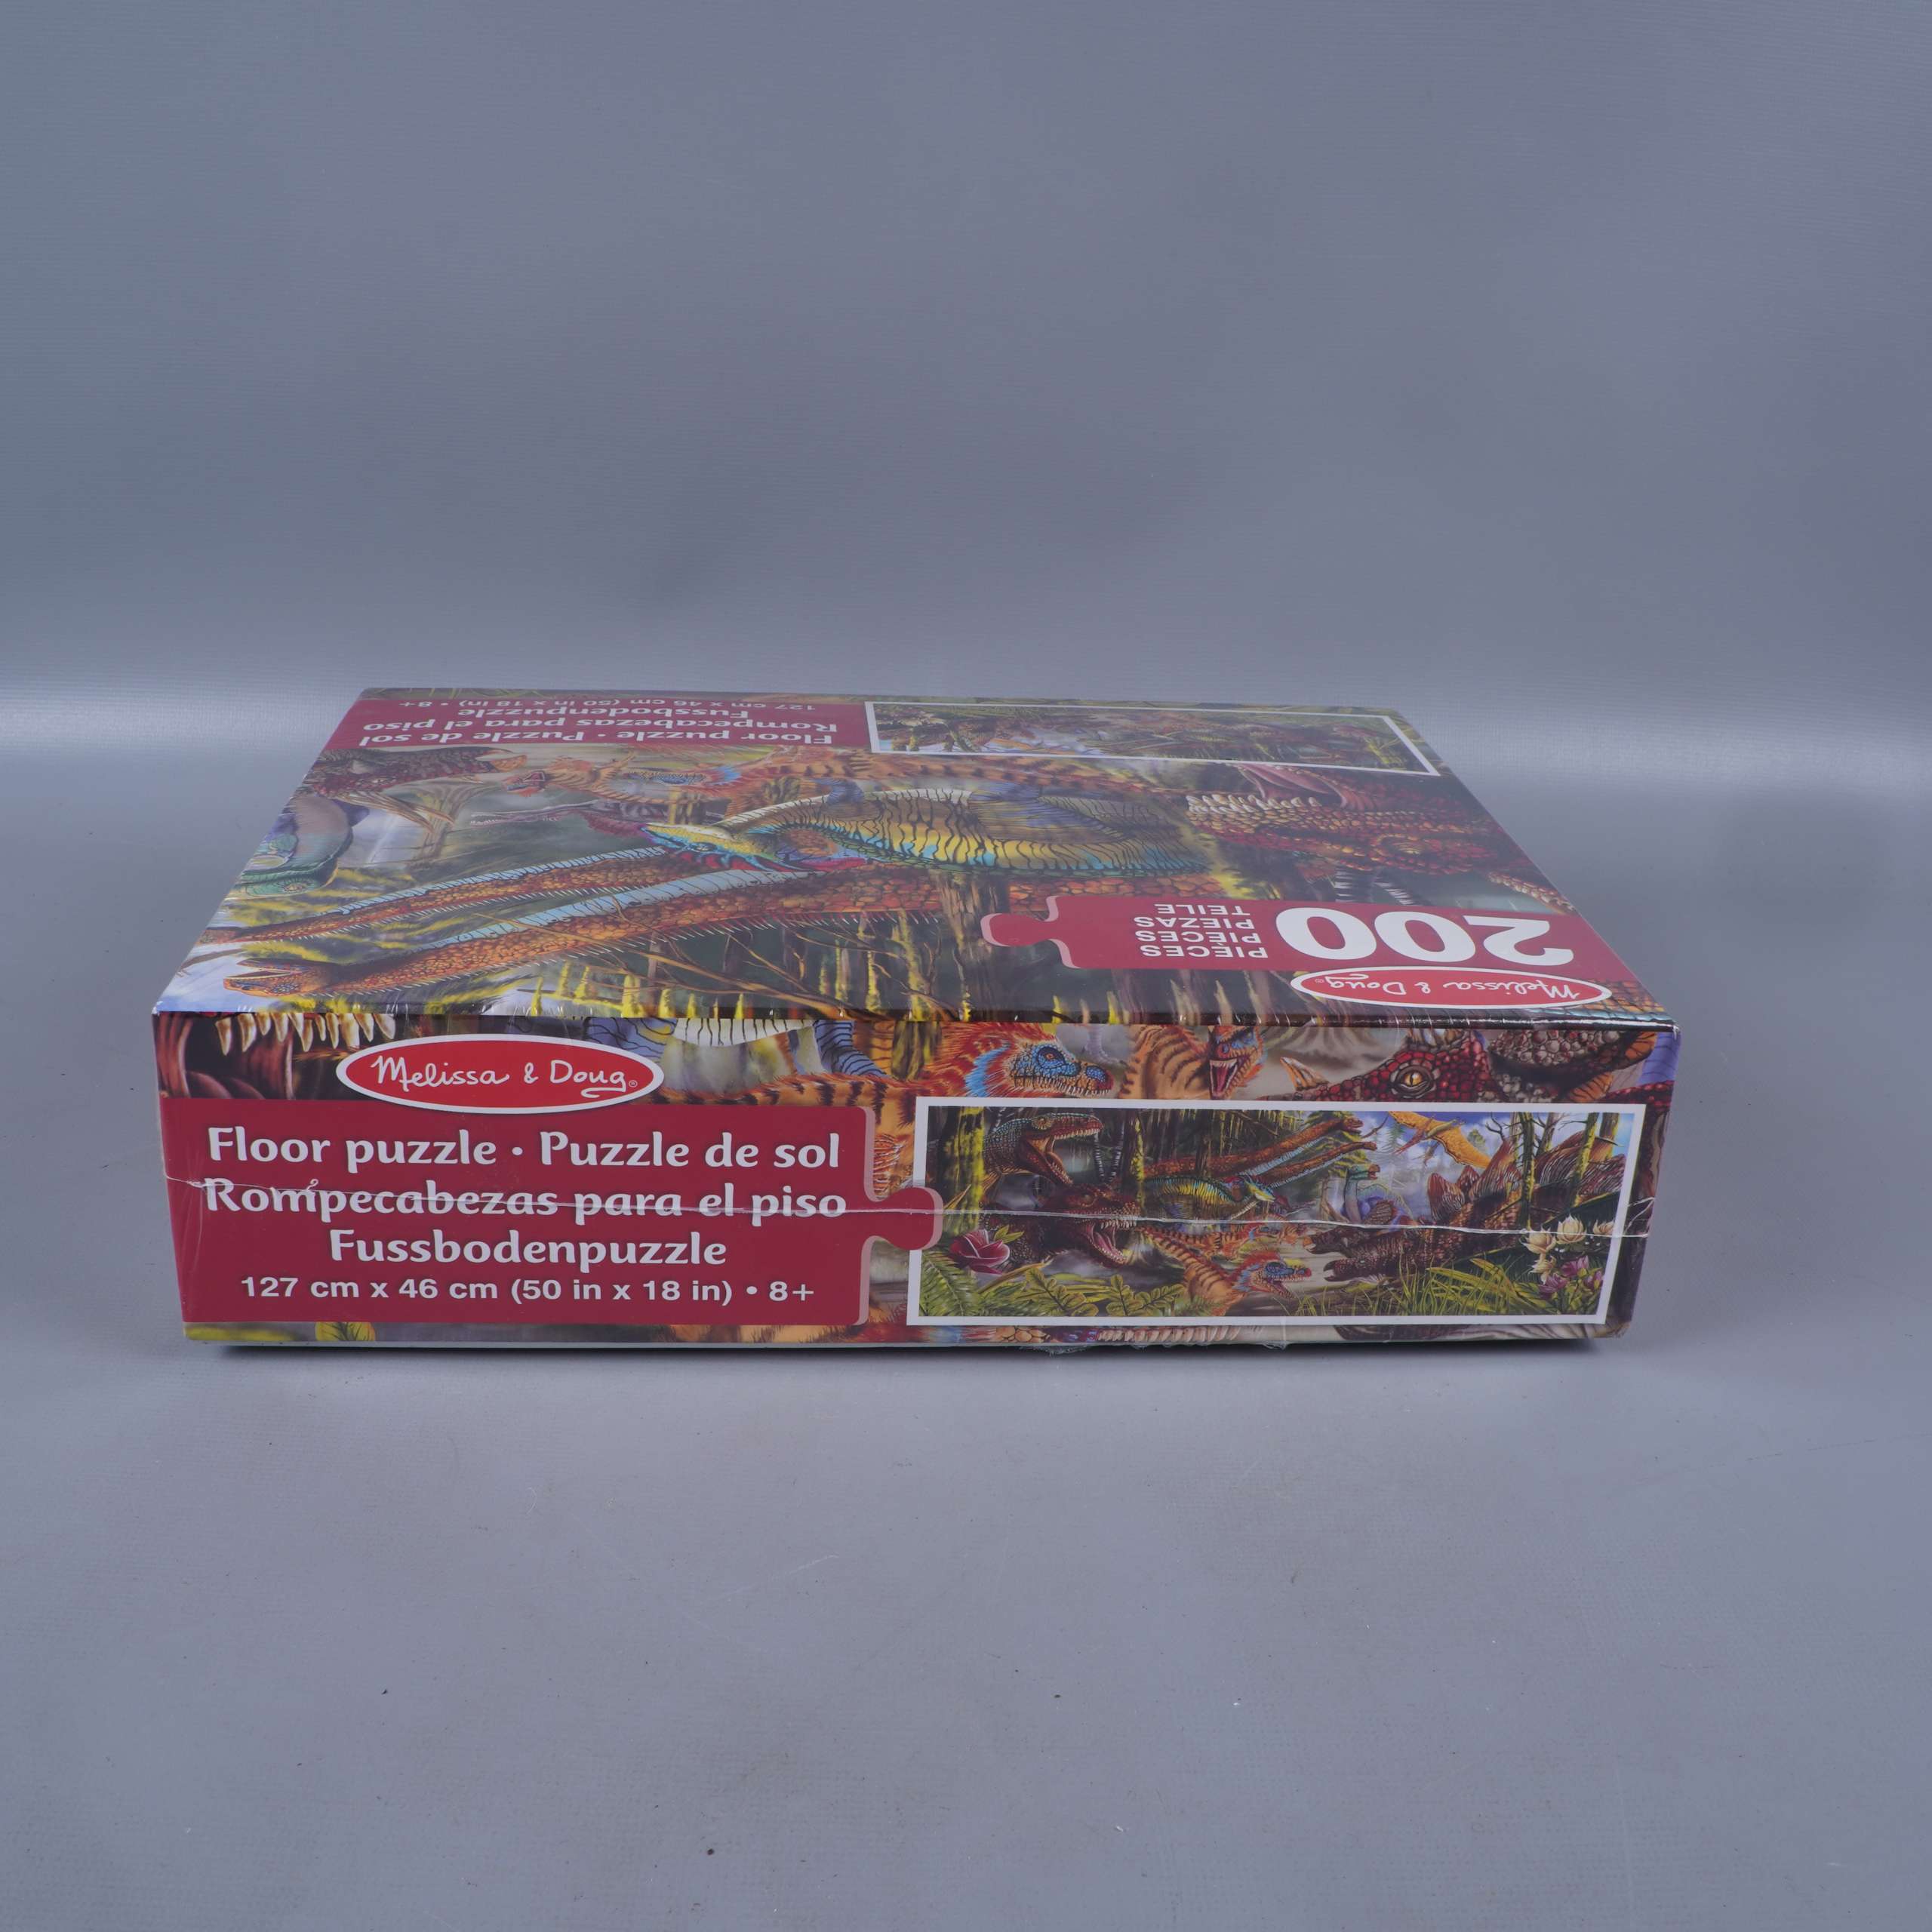 Floor puzzle • Puzzle de sol
Rompecabezas para el piso
Fussbodenpuzzle
127 cm x 46 cm (50 in x 18 in) • 8+
200
PIECES
PIÈCES
PIEZAS
TEILE
Melissa & Doug®
Melissa & Doug®
Floor puzzle • Puzzle de sol
Rompecabezas para el piso
Fussbodenpuzzle
127 cm x 46 cm (50 in x 18 in) • 8+